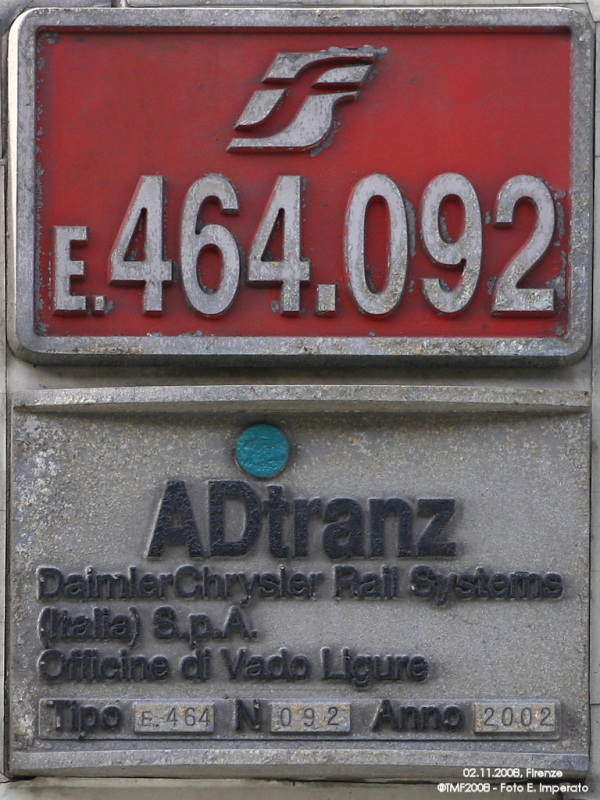 E.464.092
ADtranz
DaimlerChrysler Rail Systems
(Italia) S.p.A.
Officine di Vado Ligure
Tipo E.464 N 092 Anno 2002
02.11.2008, Firenze
©TMF2008 - Foto E. Imperato